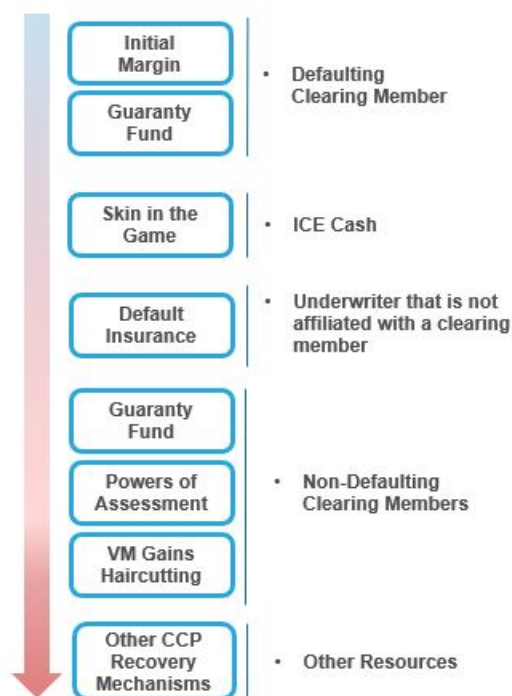 Initial
Margin
Guaranty
Fund
• Defaulting
Clearing Member
Skin in the
Game
• ICE Cash
Default
Insurance
• Underwriter that is not
affiliated with a clearing
member
Guaranty
Fund
Powers of
Assessment
VM Gains
Haircutting
• Non-Defaulting
Clearing Members
Other CCP
Recovery
Mechanisms
• Other Resources